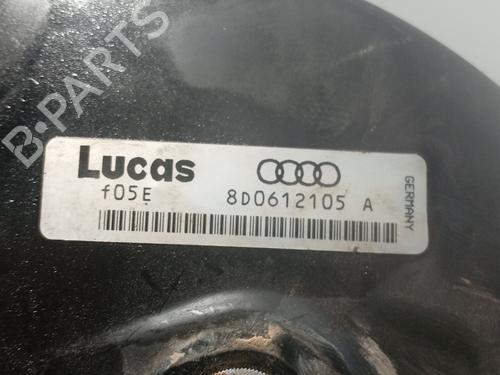 B-PARTS
Lucas
f05E 8D0612105 A
GERMANY